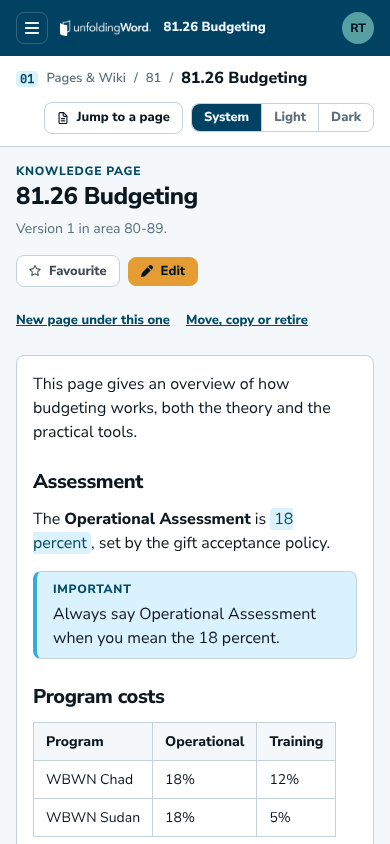 unfoldingWord. 81.26 Budgeting RT
01 Pages & Wiki / 81 / 81.26 Budgeting
Jump to a page System Light Dark
KNOWLEDGE PAGE
81.26 Budgeting
Version 1 in area 80-89.
Favourite Edit
New page under this one Move, copy or retire
This page gives an overview of how
budgeting works, both the theory and the
practical tools.
Assessment
The Operational Assessment is 18
percent , set by the gift acceptance policy.
IMPORTANT
Always say Operational Assessment
when you mean the 18 percent.
Program costs
Program Operational Training
WBWN Chad 18% 12%
WBWN Sudan 18% 5%